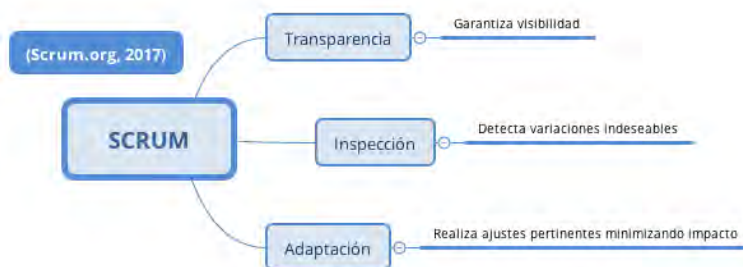 (Scrum.org, 2017)
SCRUM
Transparencia
Garantiza visibilidad
Inspección
Detecta variaciones indeseables
Adaptación
Realiza ajustes pertinentes minimizando impacto